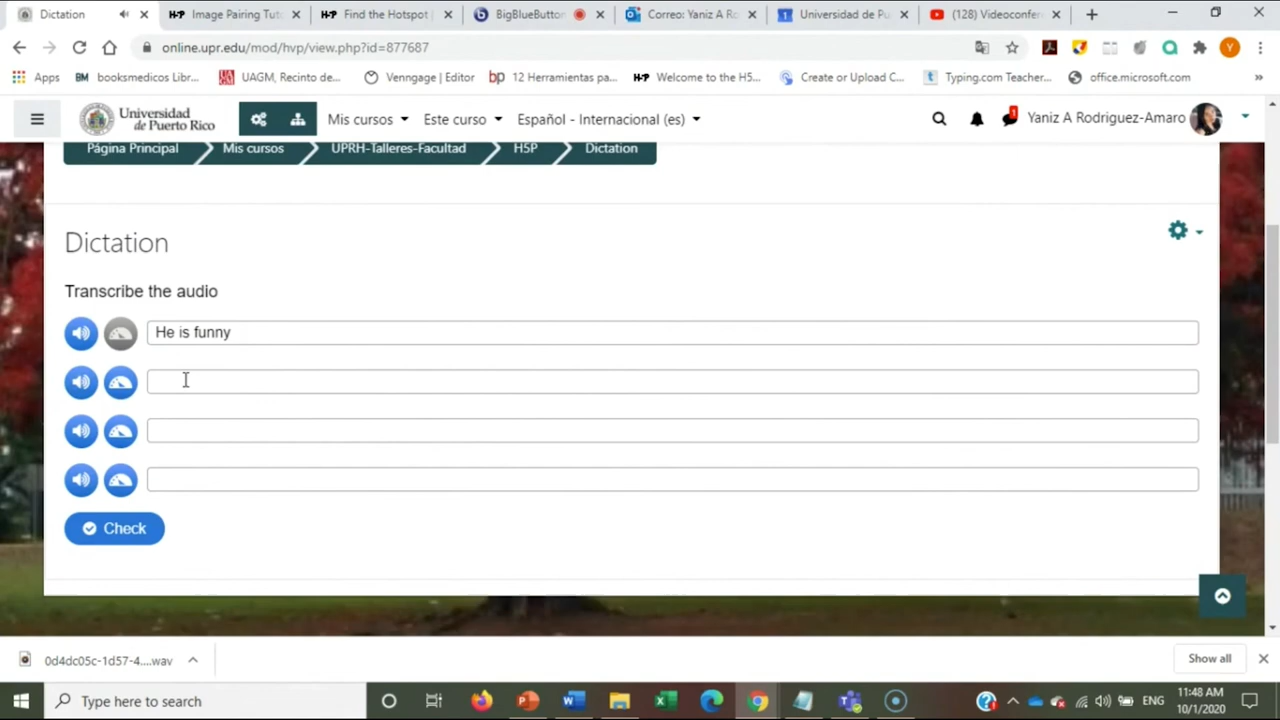 Dictation
H-P Image Pairing Tut
H-P Find the Hotspot
BigBlueButton
Correo: Yaniz A Ro
Universidad de Pu
(128) Videoconfer
online.upr.edu/mod/hvp/view.php?id=877687
Apps
BM booksmedicos Libr...
UAGM, Recinto de...
Venngage | Editor
bp 12 Herramientas pa...
H-P Welcome to the H5...
Create or Upload C...
t Typing.com Teacher...
office.microsoft.com
»
Universidad
de Puerto Rico
Mis cursos
Este curso
Español - Internacional (es)
Yaniz A Rodriguez-Amaro
Página Principal
Mis cursos
UPRH-Talleres-Facultad
H5P
Dictation
Dictation
Transcribe the audio
He is funny
Check
0d4dc05c-1d57-4....wav
Show all
Type here to search
ENG
11:48 AM
10/1/2020